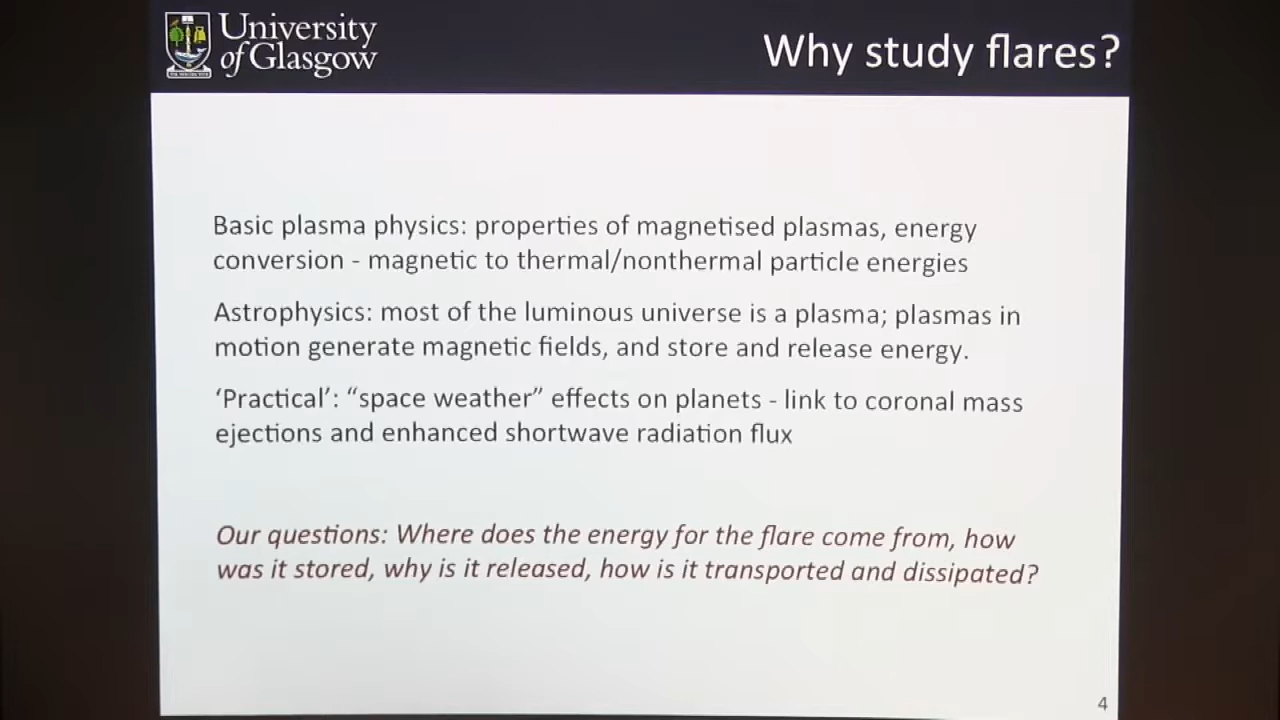 University
of Glasgow
Why study flares?
Basic plasma physics: properties of magnetised plasmas, energy
conversion - magnetic to thermal/nonthermal particle energies
Astrophysics: most of the luminous universe is a plasma; plasmas in
motion generate magnetic fields, and store and release energy.
‘Practical’: “space weather” effects on planets - link to coronal mass
ejections and enhanced shortwave radiation flux
Our questions: Where does the energy for the flare come from, how
was it stored, why is it released, how is it transported and dissipated?
4